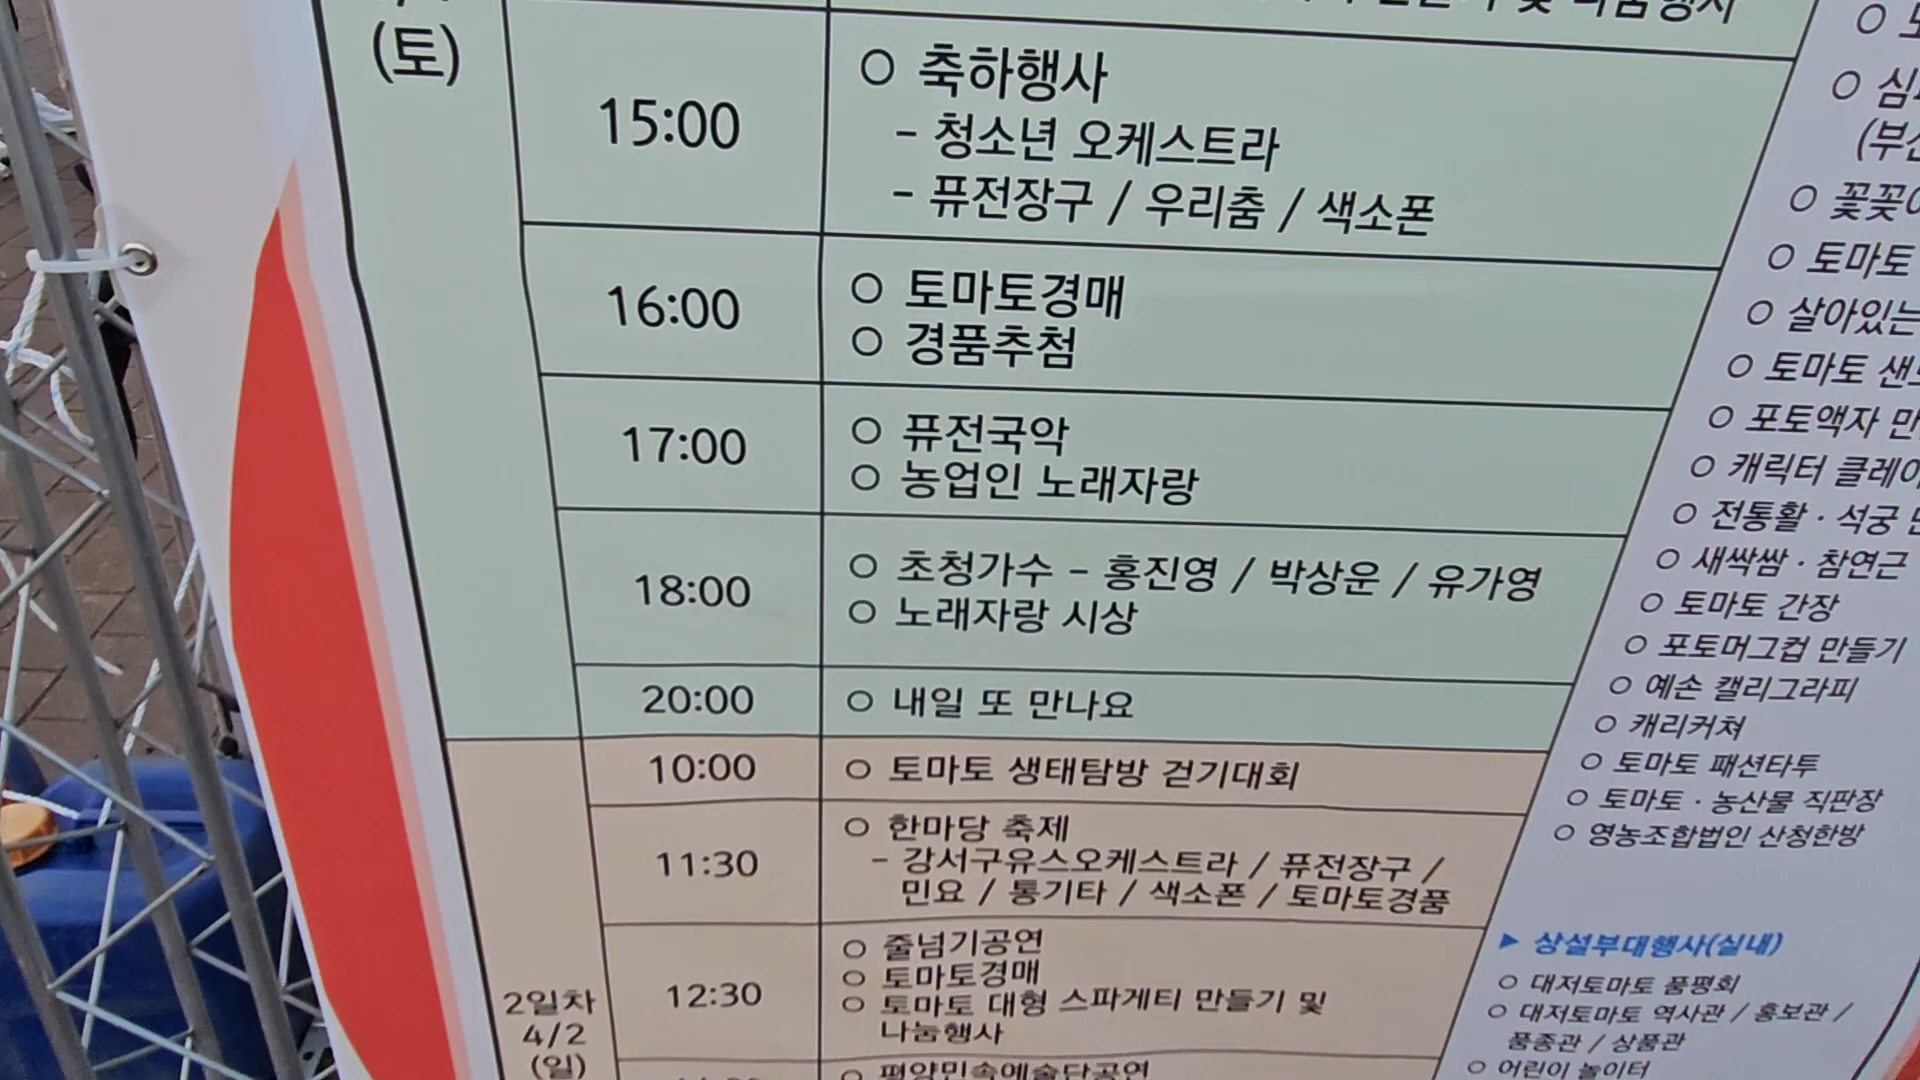 (토)
15:00
○ 축하행사
- 청소년 오케스트라
- 퓨전장구 / 우리춤 / 색소폰
16:00
○ 토마토경매
○ 경품추첨
17:00
○ 퓨전국악
○ 농업인 노래자랑
18:00
○ 초청가수 - 홍진영 / 박상운 / 유가영
○ 노래자랑 시상
20:00
○ 내일 또 만나요
2일차
4/2
(일)
10:00
○ 토마토 생태탐방 걷기대회
11:30
○ 한마당 축제
- 강서구유스오케스트라 / 퓨전장구 /
민요 / 통기타 / 색소폰 / 토마토경품
12:30
○ 줄넘기공연
○ 토마토경매
○ 토마토 대형 스파게티 만들기 및
나눔행사
○ 평양민속예술단공연
○ 토마토
○ 살아있는
○ 토마토
○ 포토액자
○ 캐릭터
○ 전통활 · 석궁
○ 새싹쌈 · 참연근
○ 토마토 간장
○ 포토머그컵 만들기
○ 예손 캘리그라피
○ 캐리커쳐
○ 토마토 패션타투
○ 토마토 · 농산물 직판장
○ 영농조합법인 산청한방
▶ 상설부대행사(실내)
○ 대저토마토 품평회
○ 대저토마토 역사관 / 홍보관 /
품종관 / 상품관
○ 어린이 놀이터